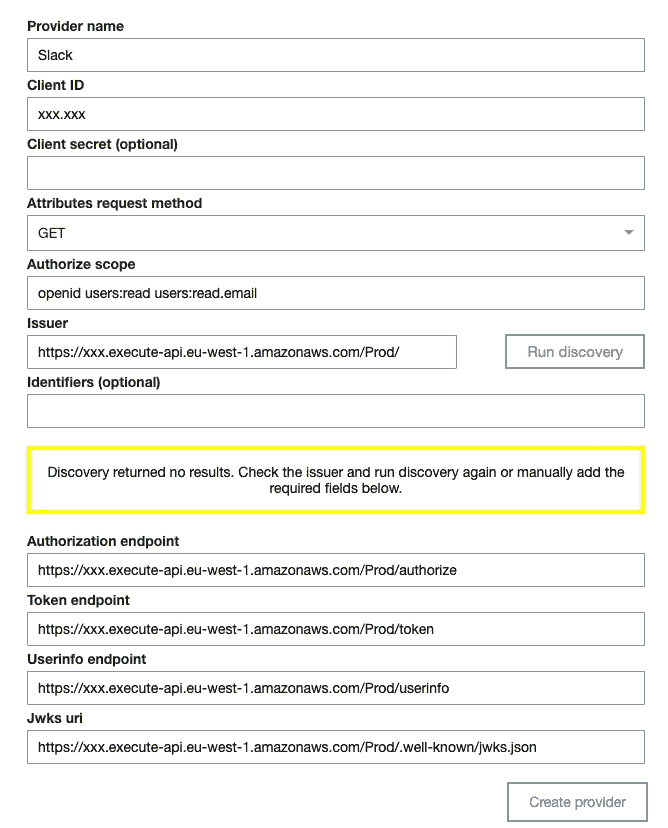 Provider name
Slack
Client ID
xxx.xxx
Client secret (optional)
Attributes request method
GET
Authorize scope
openid users:read users:read.email
Issuer
https://xxx.execute-api.eu-west-1.amazonaws.com/Prod/
Run discovery
Identifiers (optional)
Discovery returned no results. Check the issuer and run discovery again or manually add the
required fields below.
Authorization endpoint
https://xxx.execute-api.eu-west-1.amazonaws.com/Prod/authorize
Token endpoint
https://xxx.execute-api.eu-west-1.amazonaws.com/Prod/token
Userinfo endpoint
https://xxx.execute-api.eu-west-1.amazonaws.com/Prod/userinfo
Jwks uri
https://xxx.execute-api.eu-west-1.amazonaws.com/Prod/.well-known/jwks.json
Create provider